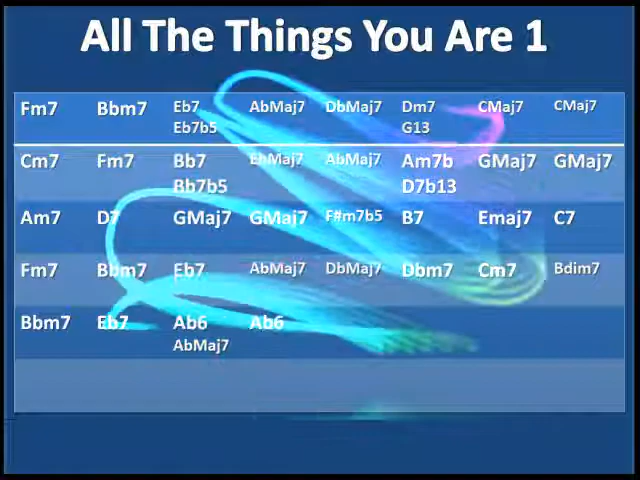 All The Things You Are 1
Fm7 Bbm7 Eb7 AbMaj7 DbMaj7 Dm7 CMaj7 CMaj7
Eb7b5 G13
Cm7 Fm7 Bb7 EbMaj7 AbMaj7 Am7b GMaj7 GMaj7
Bb7b5 D7b13
Am7 D7 GMaj7 GMaj7 F#m7b5 B7 Emaj7 C7
Fm7 Bbm7 Eb7 AbMaj7 DbMaj7 Dbm7 Cm7 Bdim7
Bbm7 Eb7 Ab6 Ab6
AbMaj7